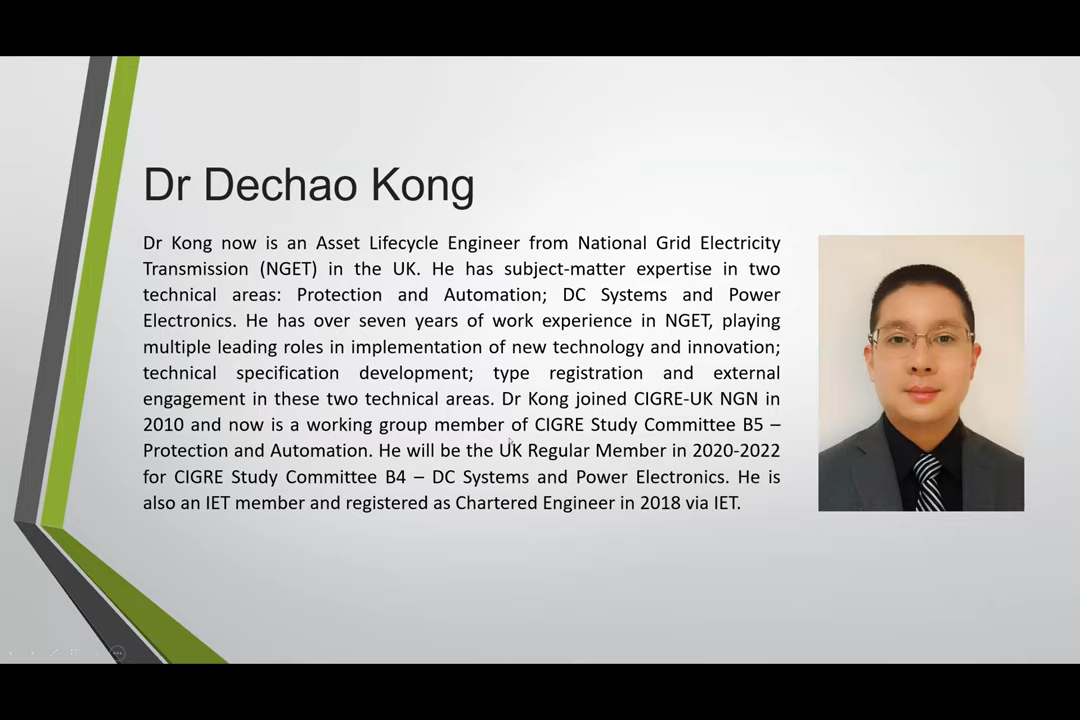 Dr Dechao Kong
Dr Kong now is an Asset Lifecycle Engineer from National Grid Electricity
Transmission (NGET) in the UK. He has subject-matter expertise in two
technical areas: Protection and Automation; DC Systems and Power
Electronics. He has over seven years of work experience in NGET, playing
multiple leading roles in implementation of new technology and innovation;
technical specification development; type registration and external
engagement in these two technical areas. Dr Kong joined CIGRE-UK NGN in
2010 and now is a working group member of CIGRE Study Committee B5 –
Protection and Automation. He will be the UK Regular Member in 2020-2022
for CIGRE Study Committee B4 – DC Systems and Power Electronics. He is
also an IET member and registered as Chartered Engineer in 2018 via IET.